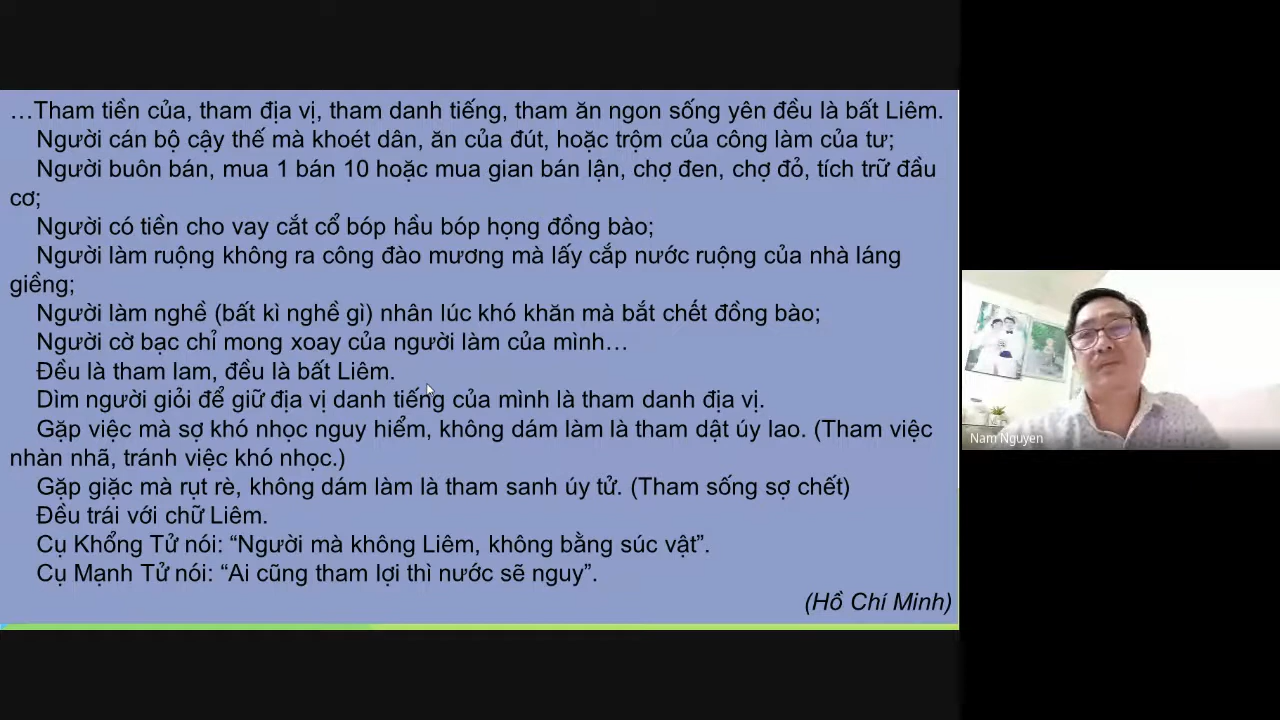 …Tham tiền của, tham địa vị, tham danh tiếng, tham ăn ngon sống yên đều là bất Liêm.
Người cán bộ cậy thế mà khoét dân, ăn của đút, hoặc trộm của công làm của tư;
Người buôn bán, mua 1 bán 10 hoặc mua gian bán lận, chợ đen, chợ đỏ, tích trữ đầu
cơ;
Người có tiền cho vay cắt cổ bóp hầu bóp họng đồng bào;
Người làm ruộng không ra công đào mương mà lấy cắp nước ruộng của nhà láng
giềng;
Người làm nghề (bất kì nghề gì) nhân lúc khó khăn mà bắt chết đồng bào;
Người cờ bạc chỉ mong xoay của người làm của mình…
Đều là tham lam, đều là bất Liêm.
Dìm người giỏi để giữ địa vị danh tiếng của mình là tham danh địa vị.
Gặp việc mà sợ khó nhọc nguy hiểm, không dám làm là tham dật úy lao. (Tham việc
nhàn nhã, tránh việc khó nhọc.)
Gặp giặc mà rụt rè, không dám làm là tham sanh úy tử. (Tham sống sợ chết)
Đều trái với chữ Liêm.
Cụ Khổng Tử nói: “Người mà không Liêm, không bằng súc vật”.
Cụ Mạnh Tử nói: “Ai cũng tham lợi thì nước sẽ nguy”.
(Hồ Chí Minh)
Nam Nguyen